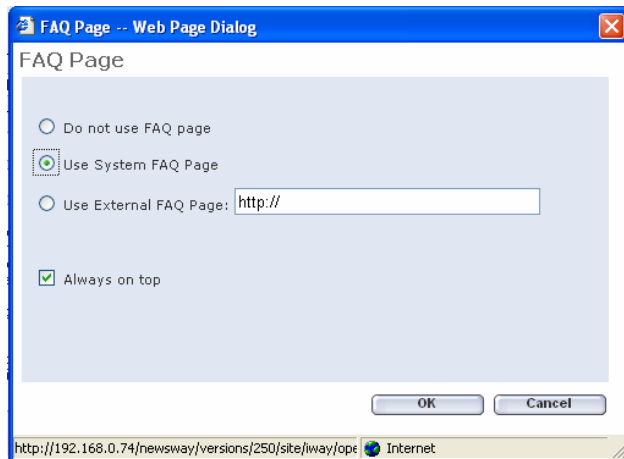 FAQ Page -- Web Page Dialog
FAQ Page
Do not use FAQ page
Use System FAQ Page
Use External FAQ Page: http://
Always on top
OK Cancel
http://192.168.0.74/newsway/versions/250/site/iway/ope Internet